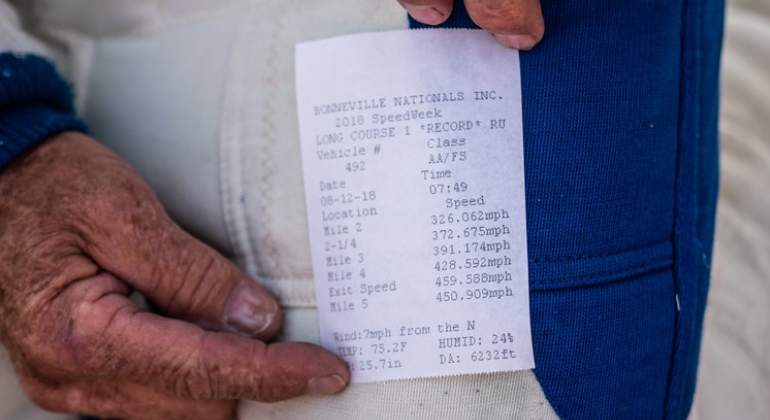 BONNEVILLE NATIONALS INC.
2018 SpeedWeek
LONG COURSE 1 *RECORD* RU
Vehicle # Class
492 AA/FS
Date Time
08-12-18 07:49
Location Speed
Mile 2 326.062mph
2-1/4 372.675mph
Mile 3 391.174mph
Mile 4 428.592mph
Exit Speed 459.588mph
Mile 5 450.909mph
Wind:7mph from the N
TEMP: 75.2F HUMID: 24%
25.7in DA: 6232ft